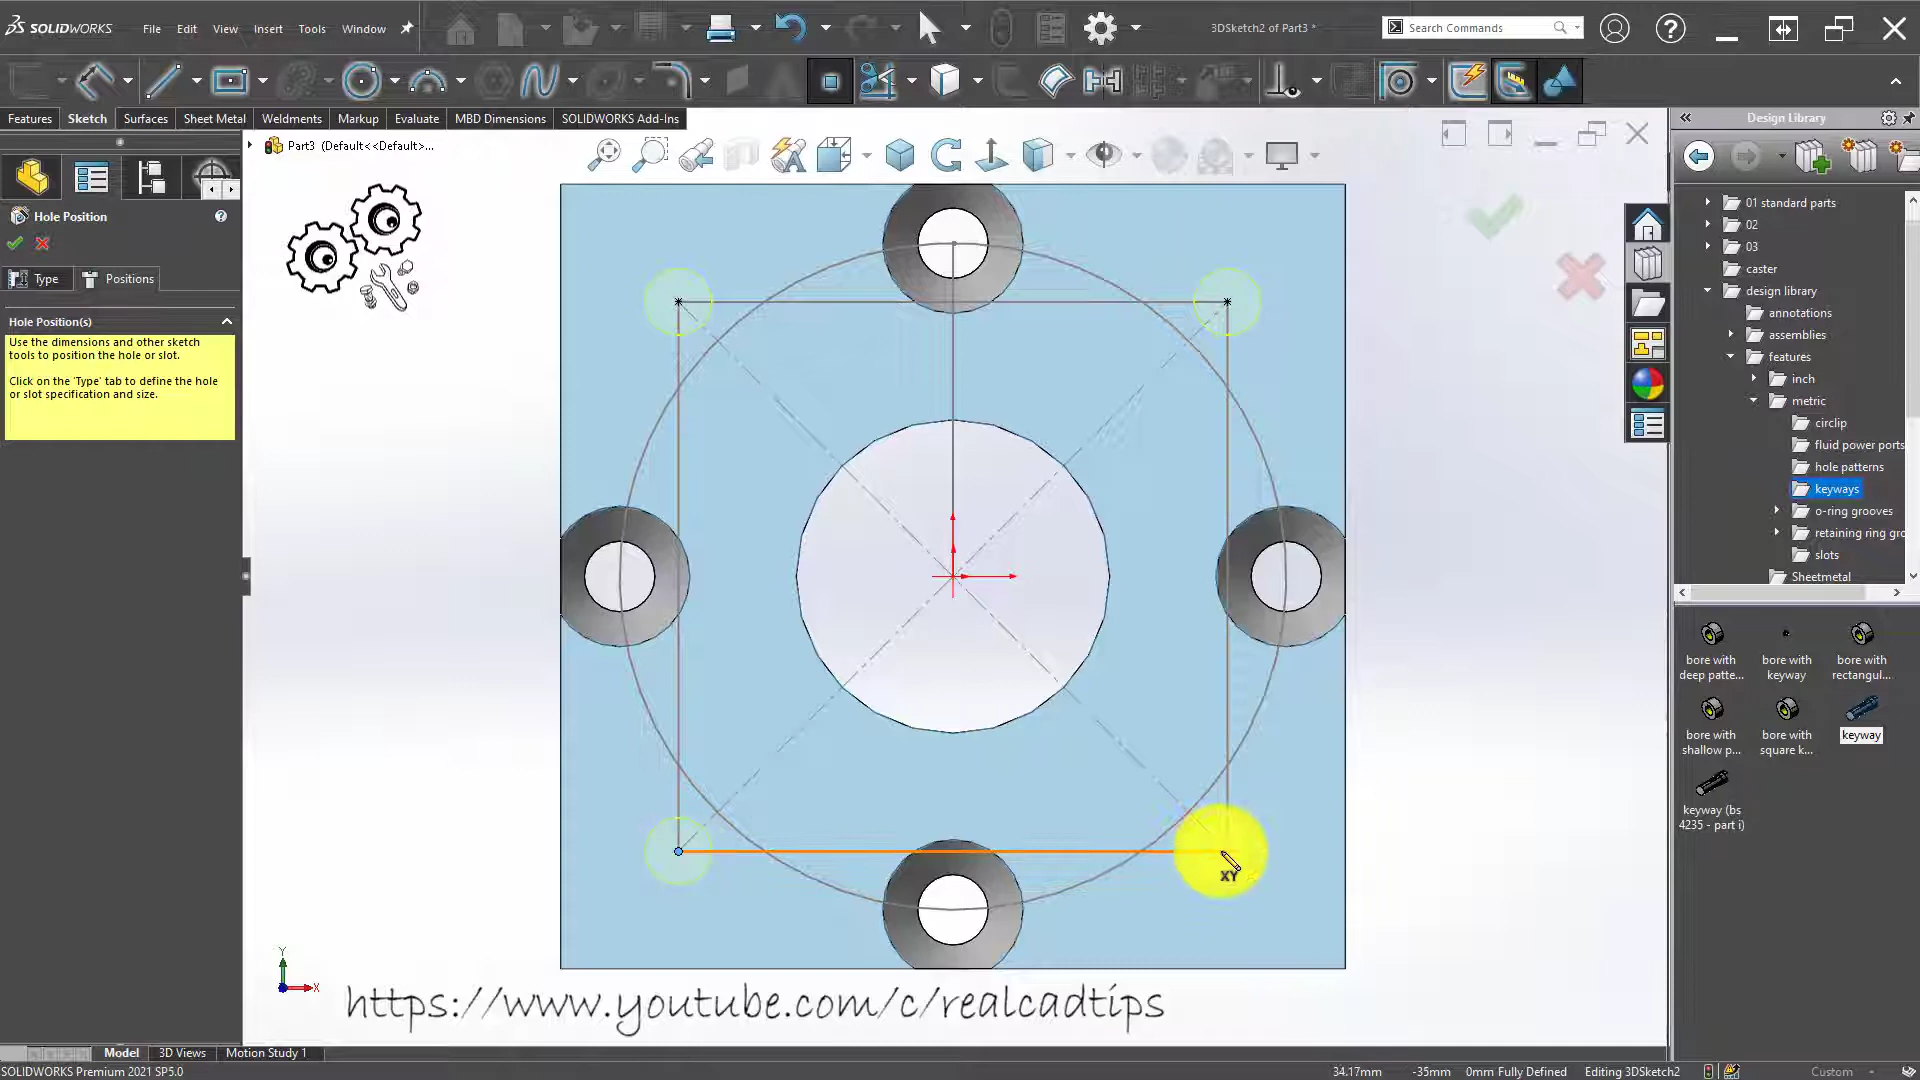 SOLIDWORKS
File Edit View Insert Tools Window
3DSketch2 of Part3 *
Search Commands
Features Sketch Surfaces Sheet Metal Weldments Markup Evaluate MBD Dimensions SOLIDWORKS Add-Ins
Design Library
Part3 (Default<<Default>...
Hole Position
Type Positions
Hole Position(s)
Use the dimensions and other sketch
tools to position the hole or slot.
Click on the 'Type' tab to define the hole
or slot specification and size.
01 standard parts
02
03
caster
design library
annotations
assemblies
features
inch
metric
circlip
fluid power ports
hole patterns
keyways
o-ring grooves
retaining ring gro
slots
Sheetmetal
bore with
deep patte...
bore with
keyway
bore with
rectangul...
bore with
shallow p...
bore with
square k...
keyway
keyway (bs
4235 - part i)
XY
Y
X
https://www.youtube.com/c/realcadtips
Model 3D Views Motion Study 1
SOLIDWORKS Premium 2021 SP5.0
34.17mm -35mm 0mm Fully Defined Editing 3DSketch2 Custom